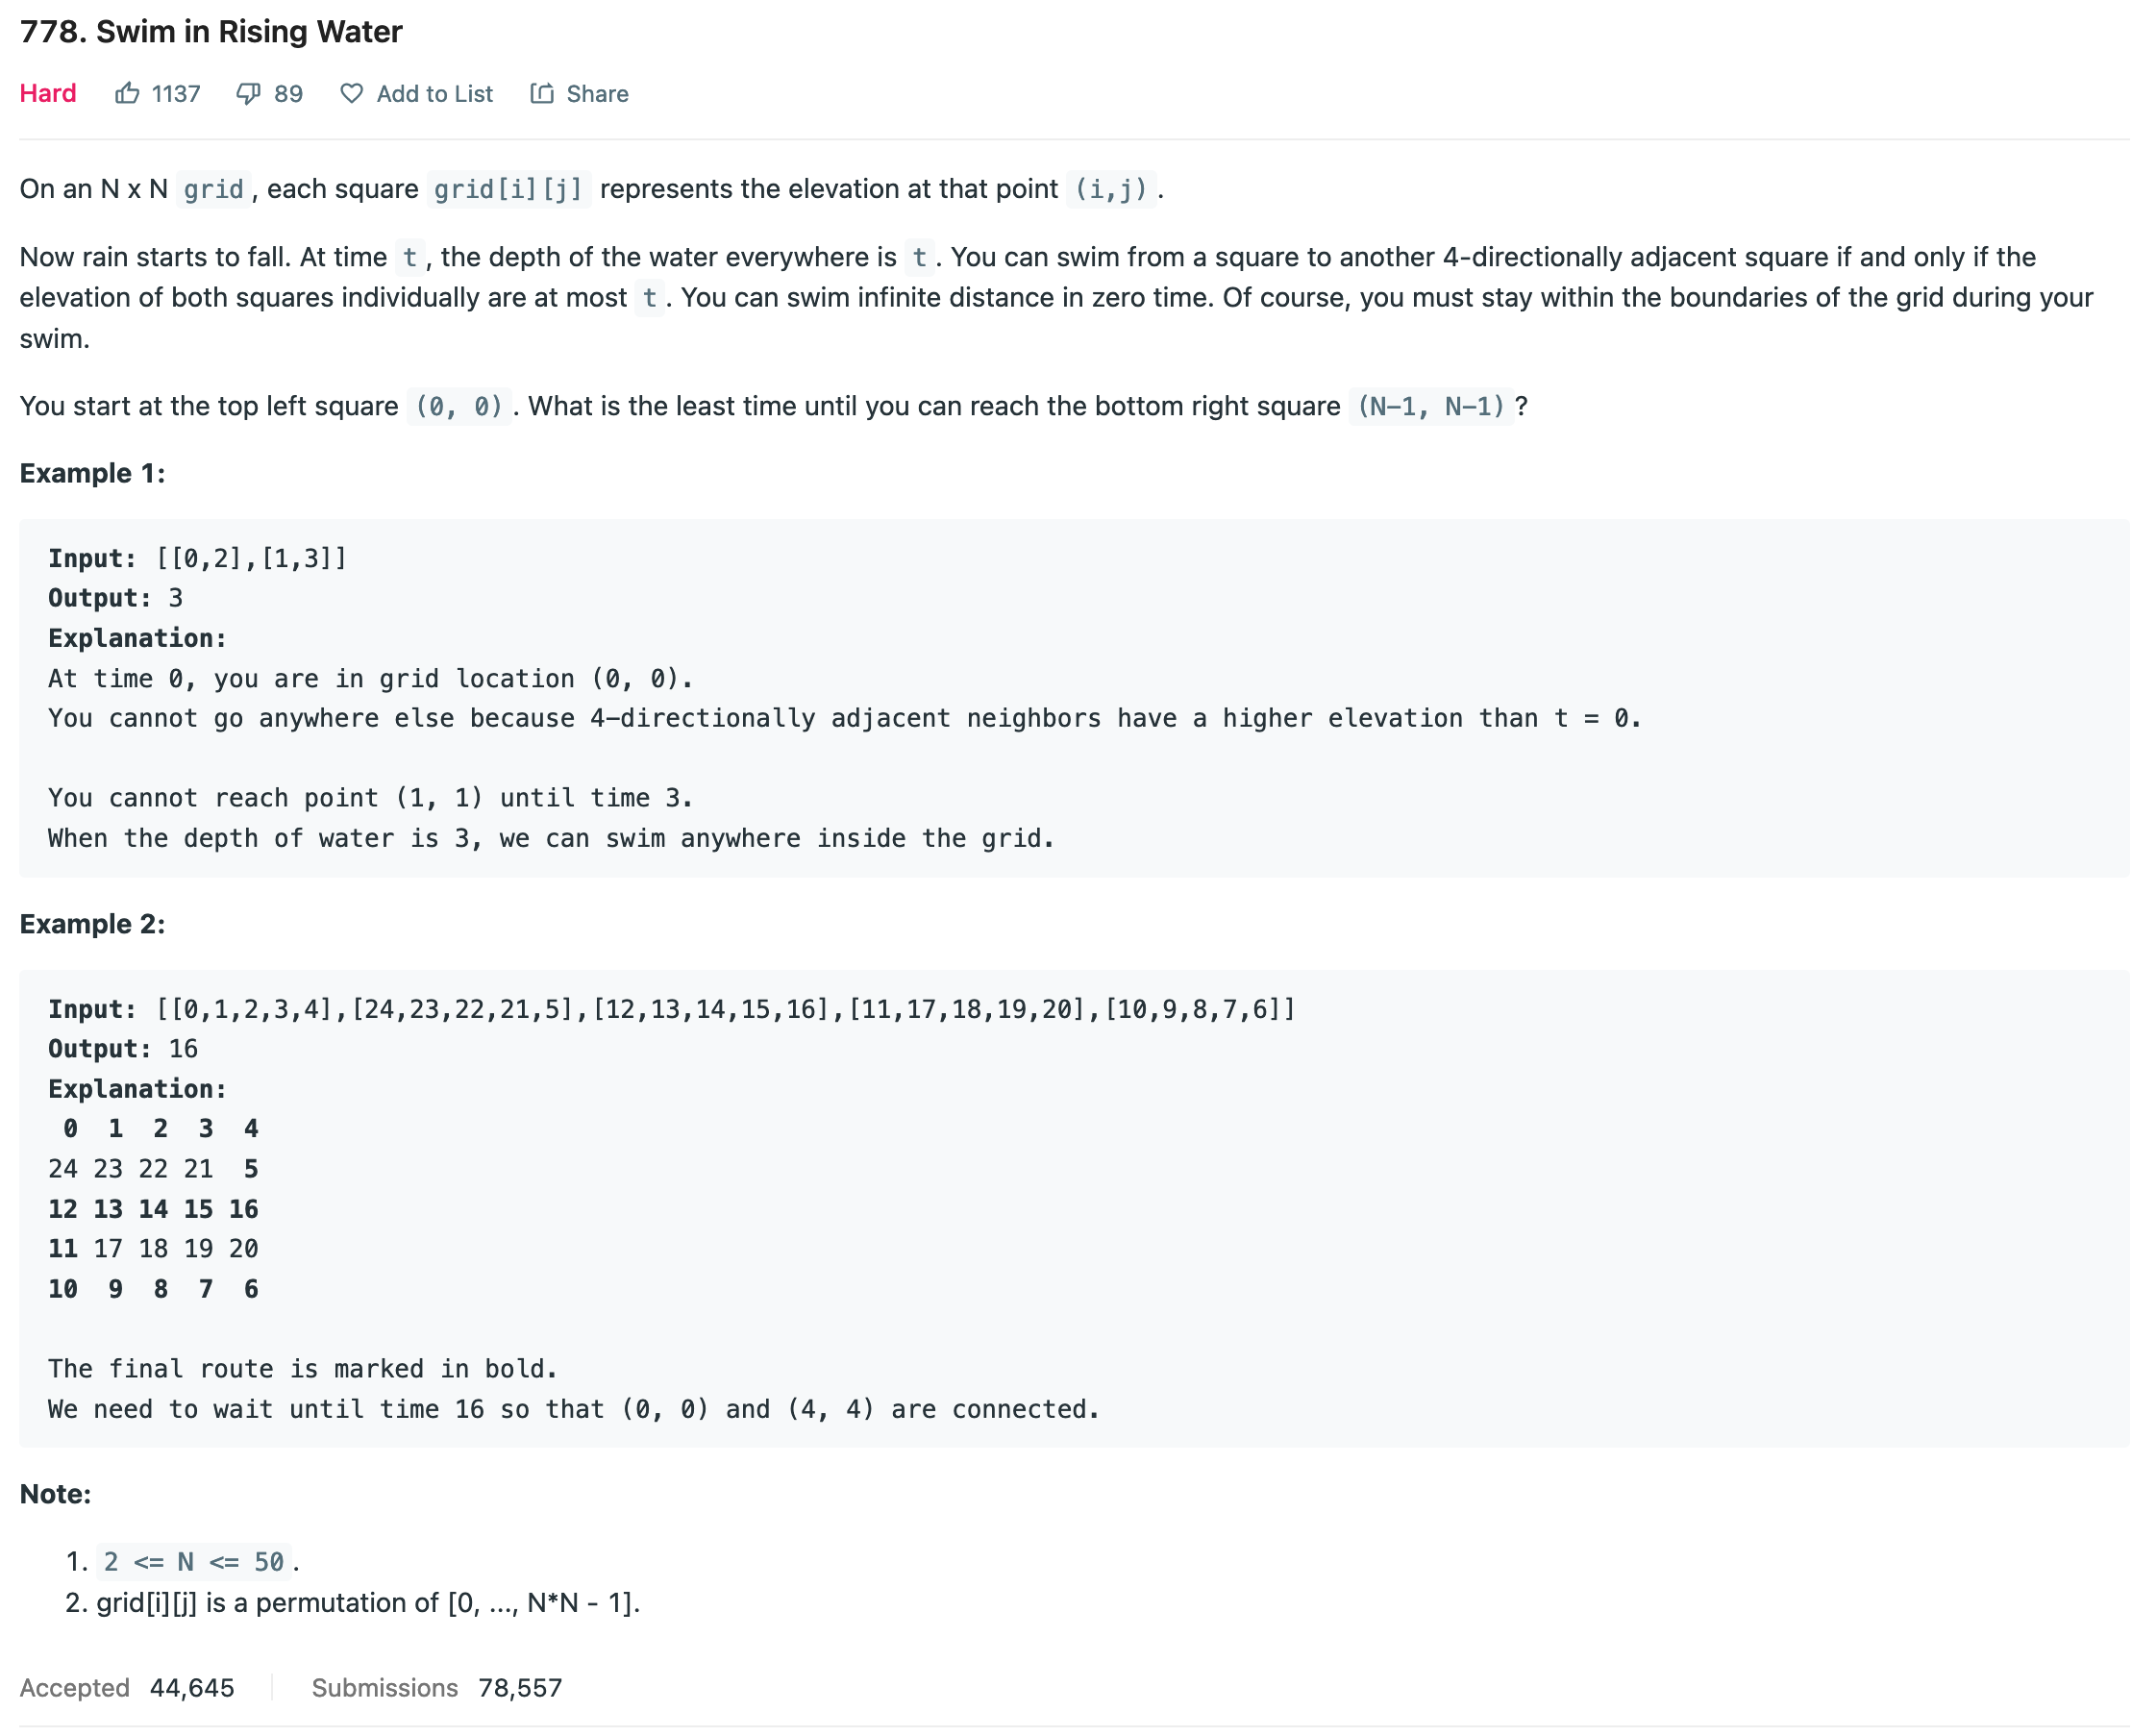 778. Swim in Rising Water
Hard 1137 89 Add to List Share
On an N x N grid, each square grid[i][j] represents the elevation at that point (i,j).
Now rain starts to fall. At time t, the depth of the water everywhere is t. You can swim from a square to another 4-directionally adjacent square if and only if the
elevation of both squares individually are at most t. You can swim infinite distance in zero time. Of course, you must stay within the boundaries of the grid during your
swim.
You start at the top left square (0, 0). What is the least time until you can reach the bottom right square (N-1, N-1)?
Example 1:
Input: [[0,2],[1,3]]
Output: 3
Explanation:
At time 0, you are in grid location (0, 0).
You cannot go anywhere else because 4-directionally adjacent neighbors have a higher elevation than t = 0.
You cannot reach point (1, 1) until time 3.
When the depth of water is 3, we can swim anywhere inside the grid.
Example 2:
Input: [[0,1,2,3,4],[24,23,22,21,5],[12,13,14,15,16],[11,17,18,19,20],[10,9,8,7,6]]
Output: 16
Explanation:
0 1 2 3 4
24 23 22 21 5
12 13 14 15 16
11 17 18 19 20
10 9 8 7 6
The final route is marked in bold.
We need to wait until time 16 so that (0, 0) and (4, 4) are connected.
Note:
1. 2 <= N <= 50.
2. grid[i][j] is a permutation of [0, ..., N*N - 1].
Accepted 44,645 Submissions 78,557